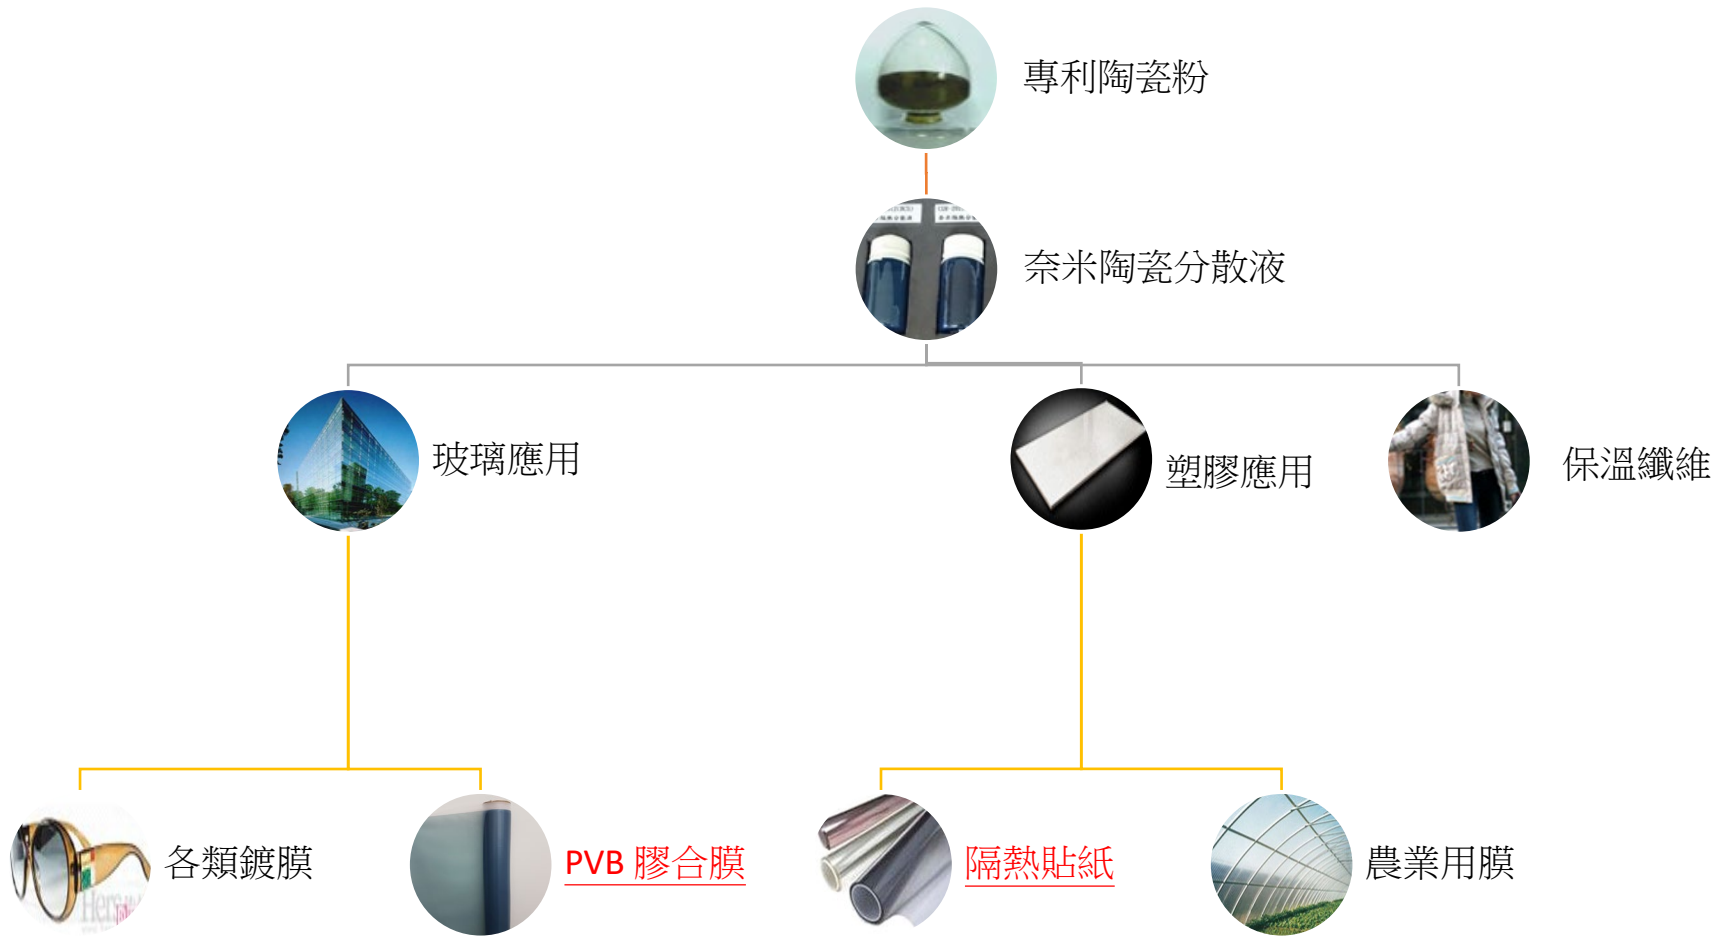 專利陶瓷粉
奈米陶瓷分散液
玻璃應用
塑膠應用
保溫纖維
各類鍍膜
PVB 膠合膜
隔熱貼紙
農業用膜